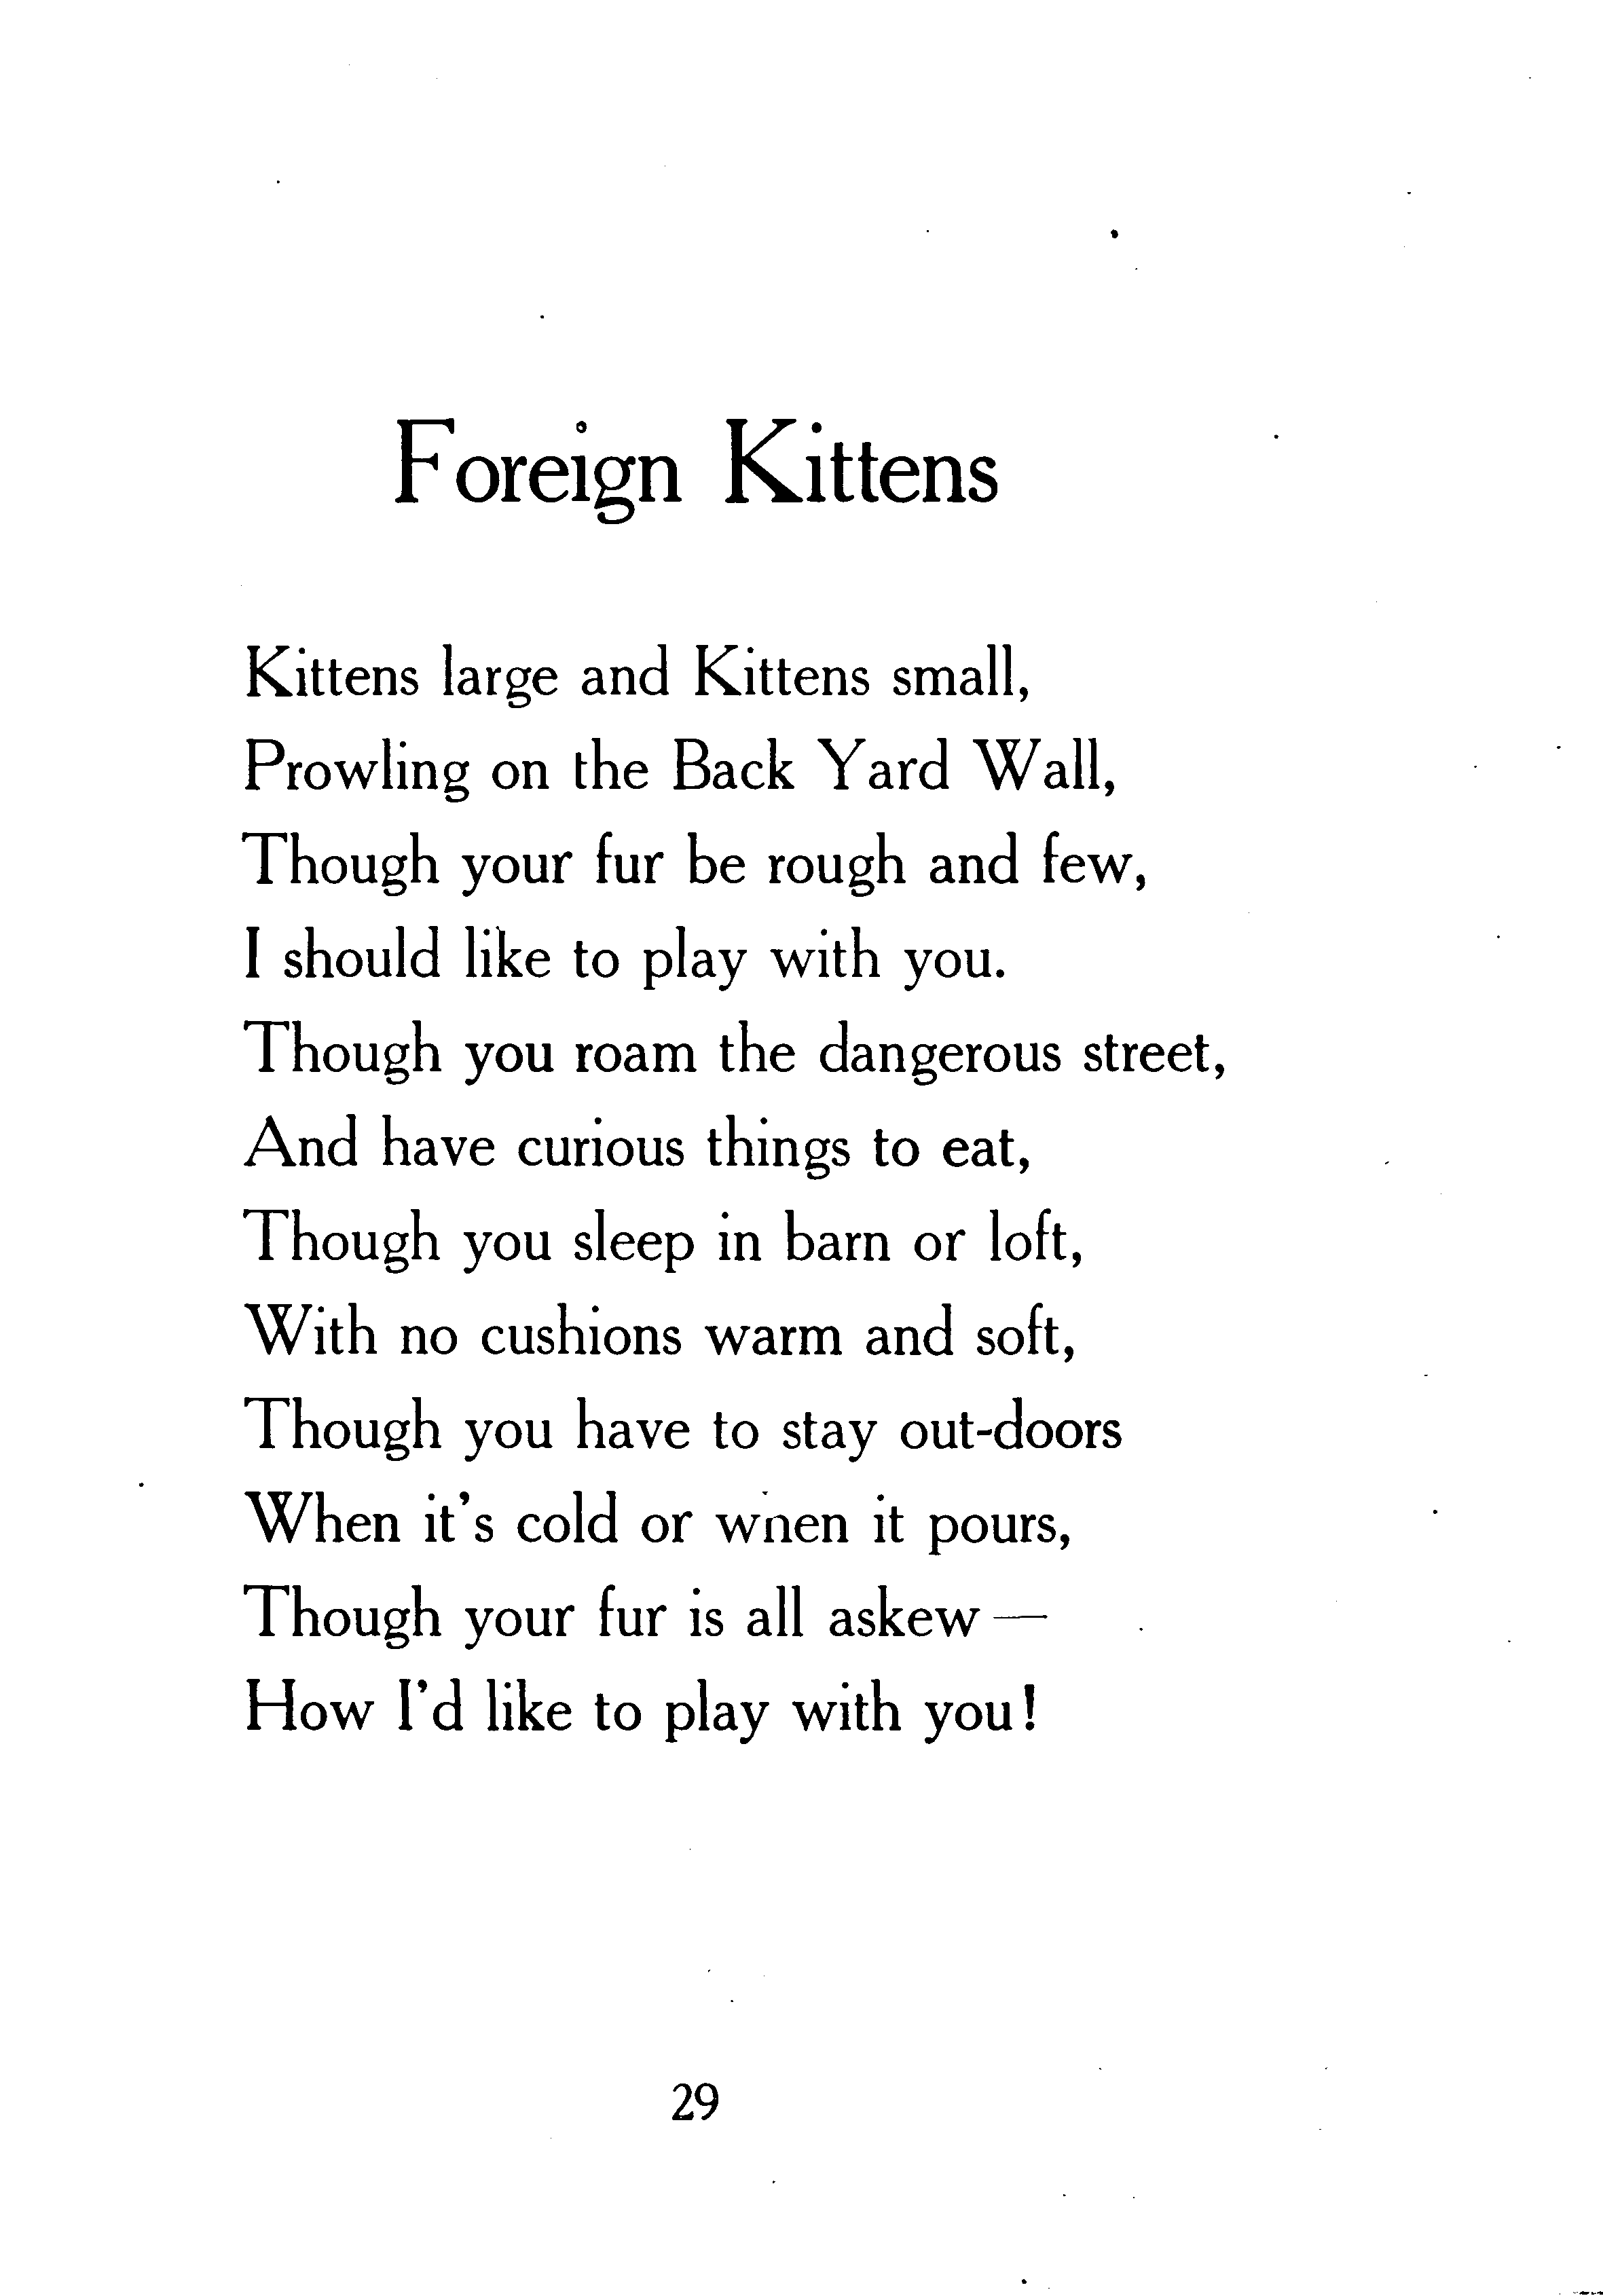 Foreign Kittens
Kittens large and Kittens small,
Prowling on the Back Yard Wall,
Though your fur be rough and few,
I should like to play with you.
Though you roam the dangerous street,
And have curious things to eat,
Though you sleep in barn or loft,
With no cushions warm and soft,
Though you have to stay out-doors
When it's cold or when it pours,
Though your fur is all askew—
How I'd like to play with you!
29